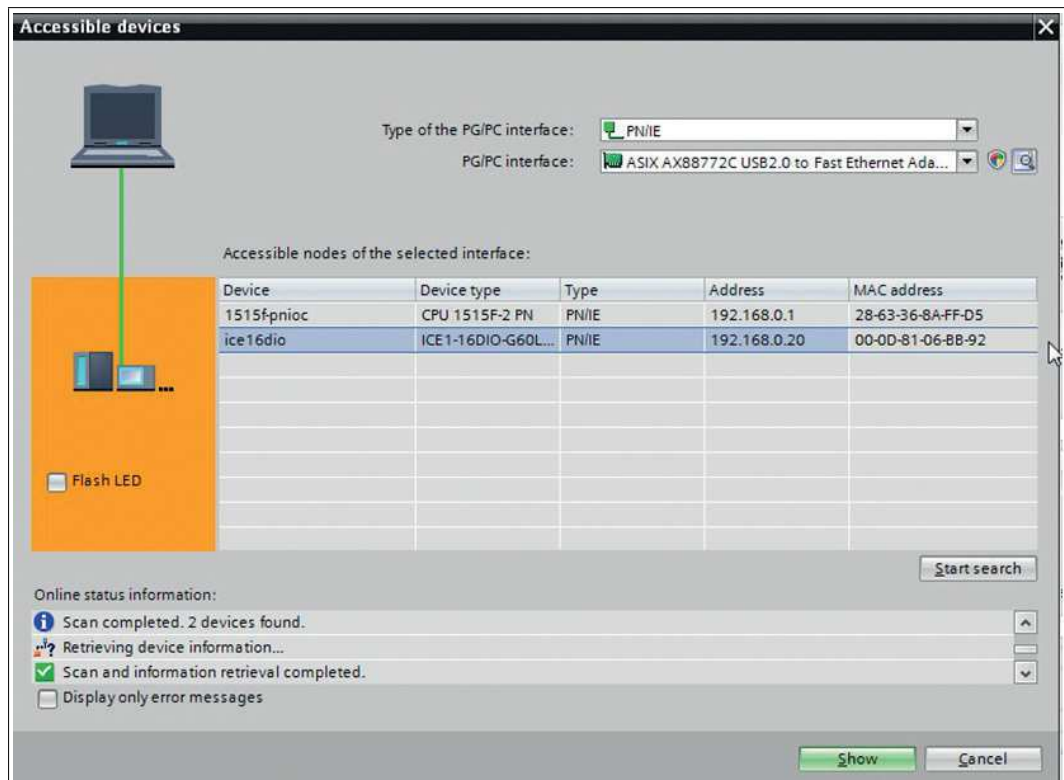 Accessible devices
Type of the PG/PC interface: PN/IE
PG/PC interface: ASIX AX88772C USB2.0 to Fast Ethernet Ada...
Accessible nodes of the selected interface:
Device Device type Type Address MAC address
1515f-pnioc CPU 1515F-2 PN PN/IE 192.168.0.1 28-63-36-8A-FF-D5
ice16dio ICE1-16DIO-G60L... PN/IE 192.168.0.20 00-0D-81-06-BB-92
Flash LED
Start search
Online status information:
Scan completed. 2 devices found.
Retrieving device information...
Scan and information retrieval completed.
Display only error messages
Show Cancel